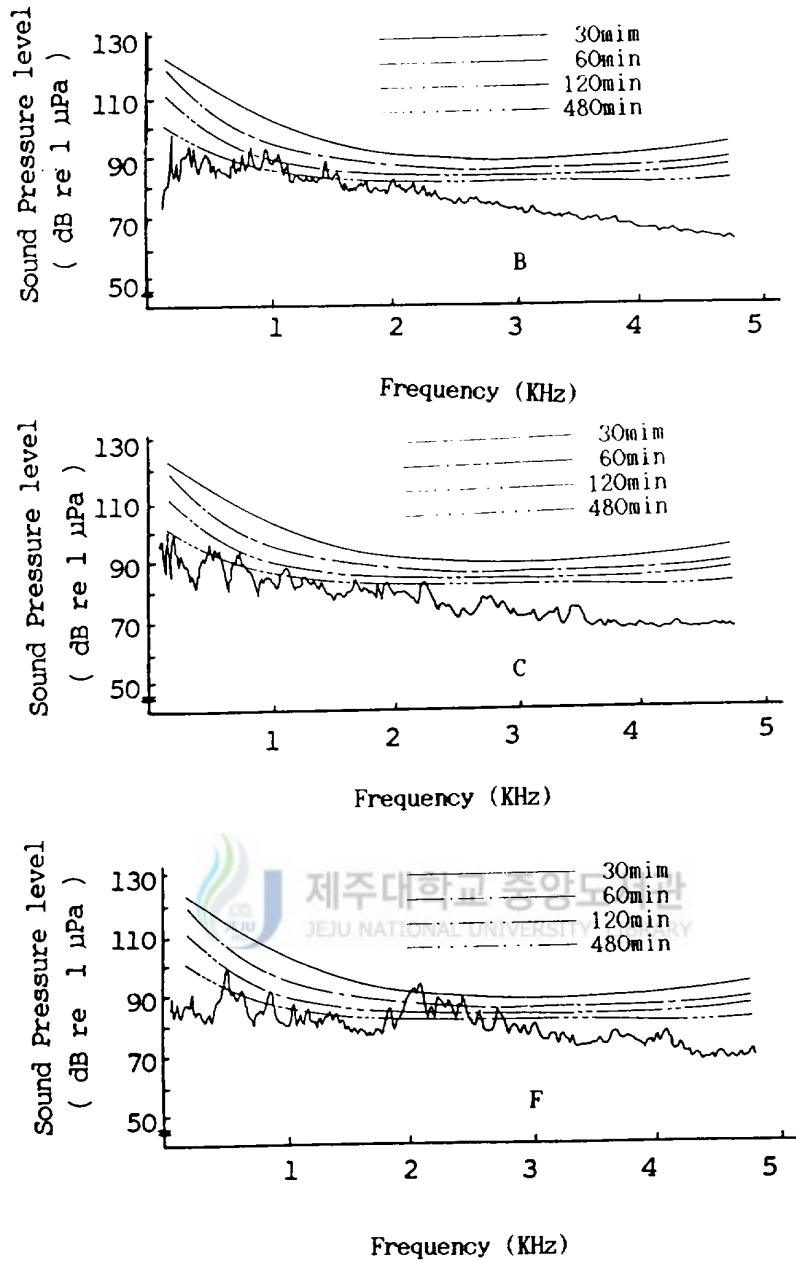 Sound Pressure level
( dB re 1 µPa )
130
110
90
70
50
30mim
60min
120min
480min
B
1 2 3 4 5
Frequency (KHz)
Sound Pressure level
( dB re 1 µPa )
130
110
90
70
50
30mim
60min
120min
480min
C
1 2 3 4 5
Frequency (KHz)
Sound Pressure level
( dB re 1 µPa )
130
110
90
70
50
30mim
60min
120min
480min
제주대학교 중앙도서관
JEJU NATIONAL UNIVERSITY LIBRARY
F
1 2 3 4 5
Frequency (KHz)